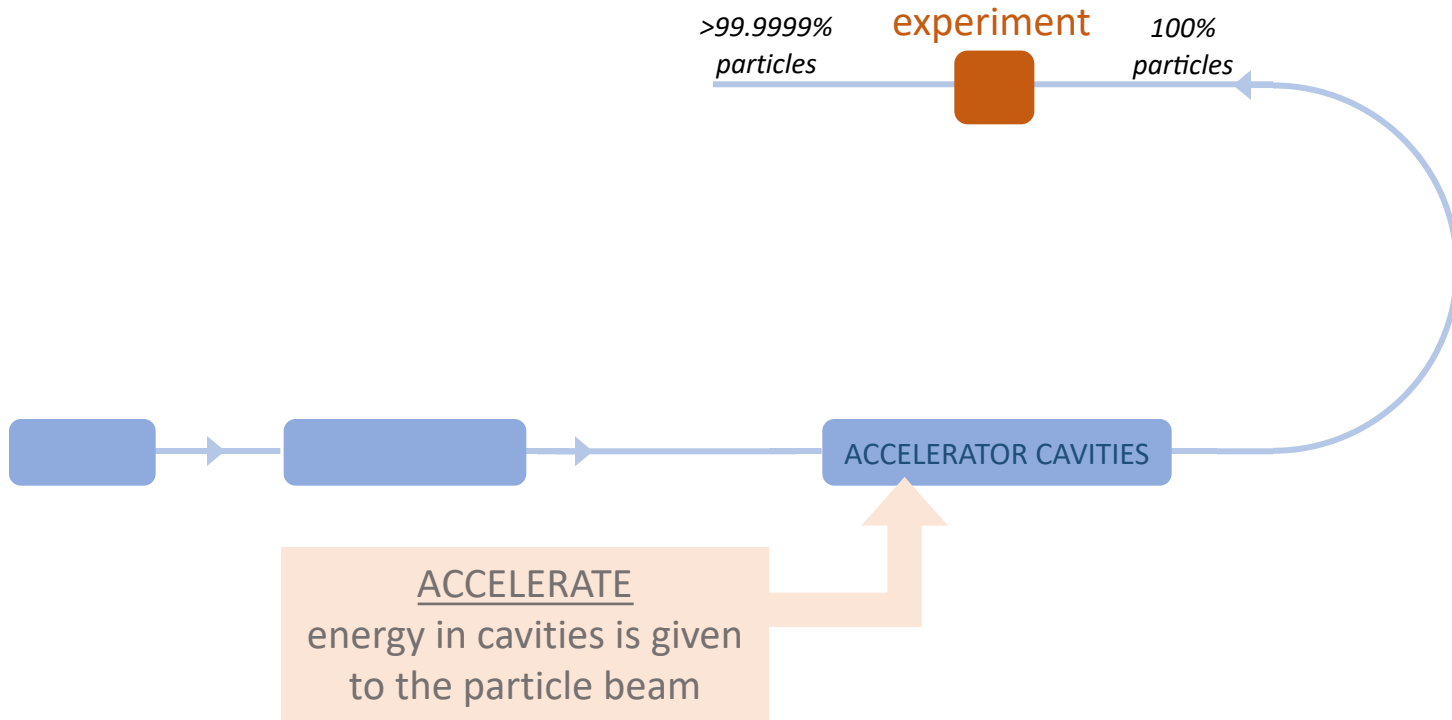 >99.9999%
particles
experiment
100%
particles
ACCELERATOR CAVITIES
ACCELERATE
energy in cavities is given
to the particle beam